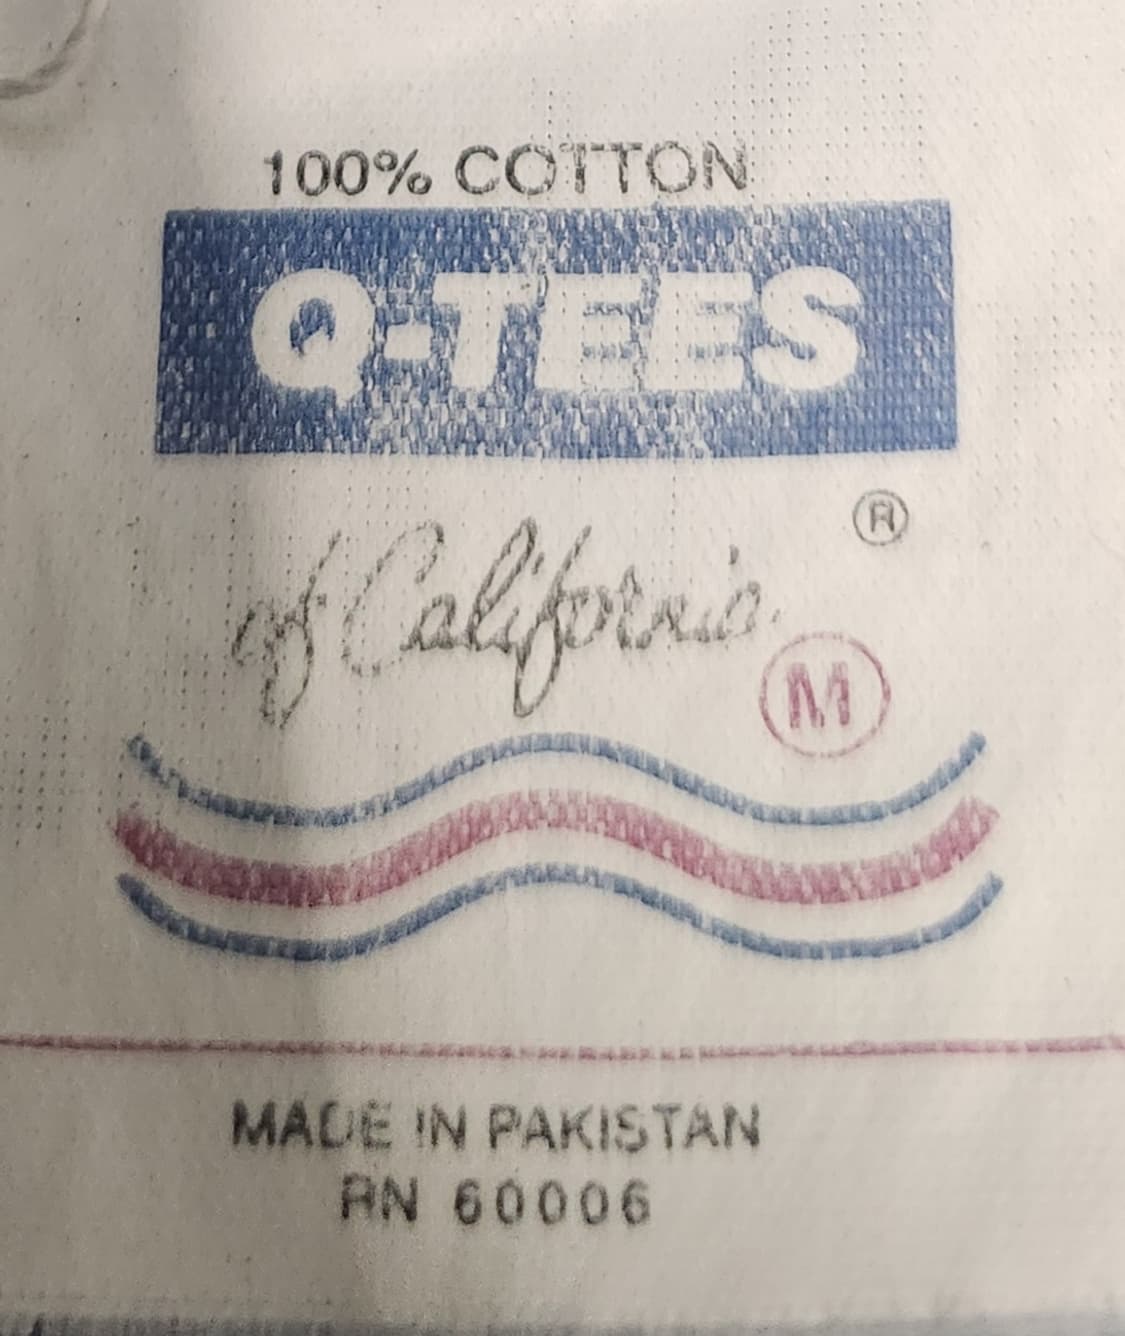 100% COTTON
Q-TEES
®
of California
M
MADE IN PAKISTAN
RN 60006